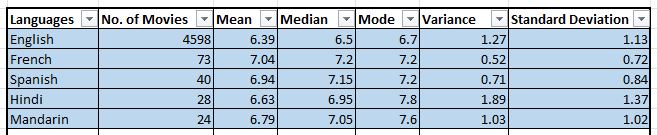 Languages No. of Movies Mean Median Mode Variance Standard Deviation
English 4598 6.39 6.5 6.7 1.27 1.13
French 73 7.04 7.2 7.2 0.52 0.72
Spanish 40 6.94 7.15 7.2 0.71 0.84
Hindi 28 6.63 6.95 7.8 1.89 1.37
Mandarin 24 6.79 7.05 7.6 1.03 1.02